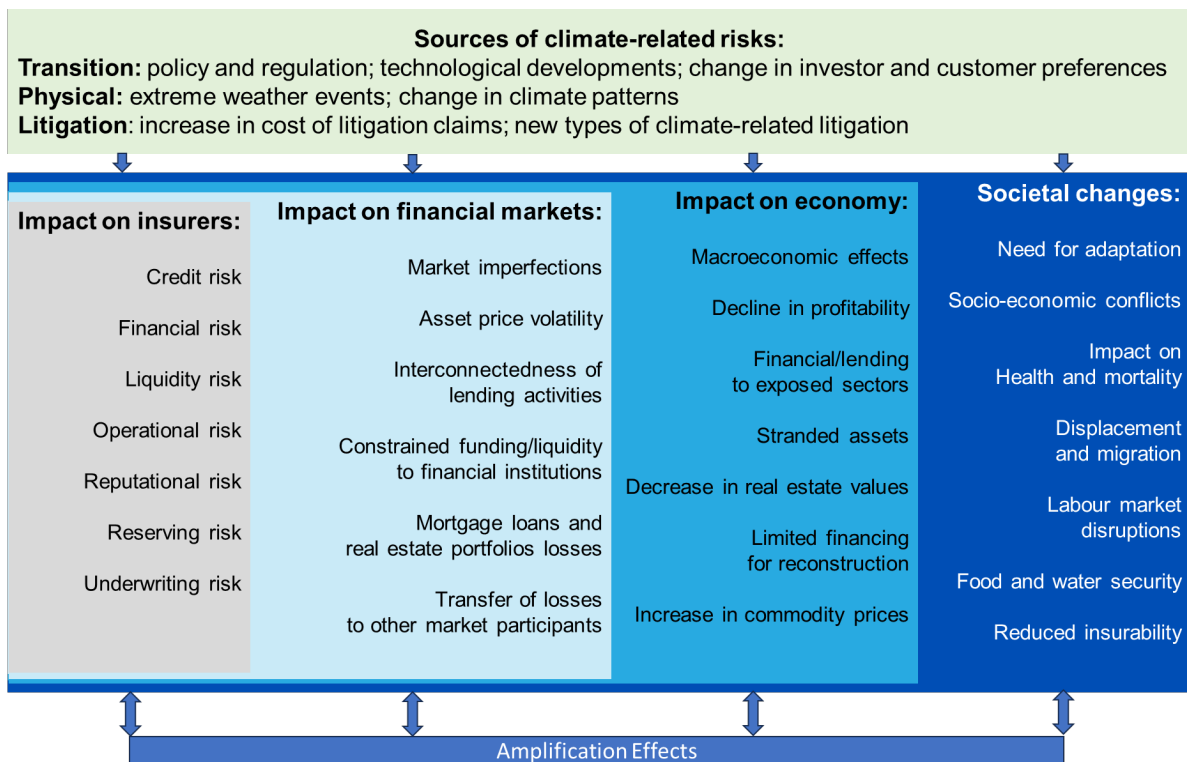 Sources of climate-related risks:
Transition: policy and regulation; technological developments; change in investor and customer preferences
Physical: extreme weather events; change in climate patterns
Litigation: increase in cost of litigation claims; new types of climate-related litigation
Impact on insurers:
Credit risk
Financial risk
Liquidity risk
Operational risk
Reputational risk
Reserving risk
Underwriting risk
Impact on financial markets:
Market imperfections
Asset price volatility
Interconnectedness of
lending activities
Constrained funding/liquidity
to financial institutions
Mortgage loans and
real estate portfolios losses
Transfer of losses
to other market participants
Impact on economy:
Macroeconomic effects
Decline in profitability
Financial/lending
to exposed sectors
Stranded assets
Decrease in real estate values
Limited financing
for reconstruction
Increase in commodity prices
Societal changes:
Need for adaptation
Socio-economic conflicts
Impact on
Health and mortality
Displacement
and migration
Labour market
disruptions
Food and water security
Reduced insurability
Amplification Effects